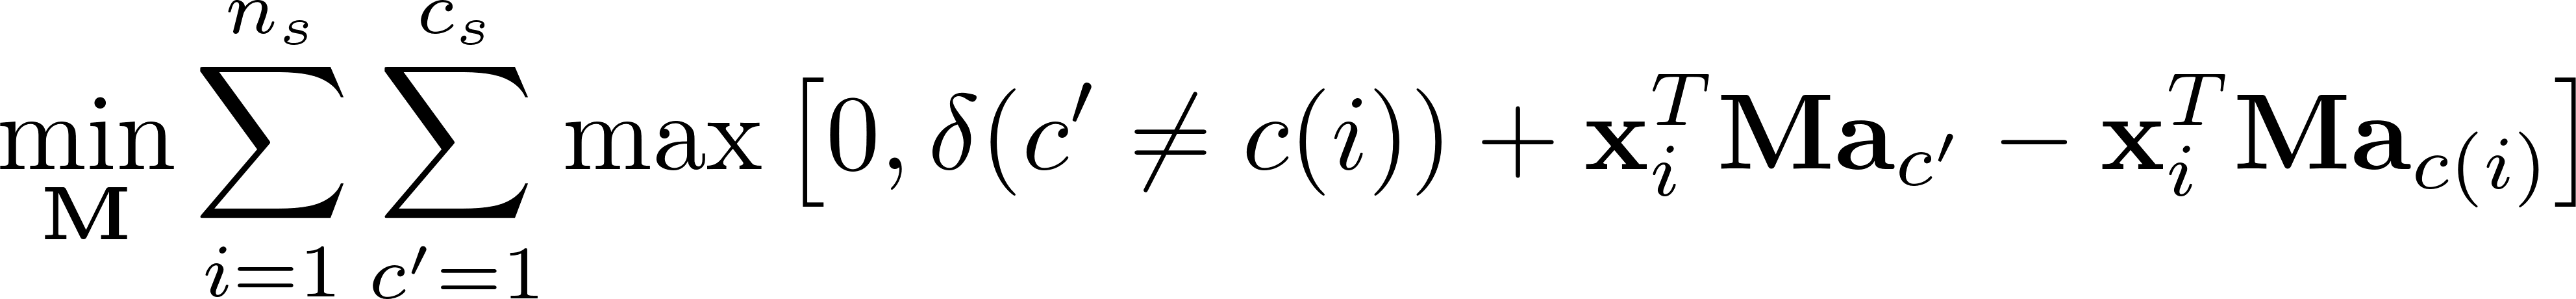 \min_{\mathbf{M}} \sum_{i=1}^{n_s} \sum_{c'=1}^{c_s} \max \left[ 0, \delta(c' \neq c(i)) + \mathbf{x}_i^T \mathbf{M} \mathbf{a}_{c'} - \mathbf{x}_i^T \mathbf{M} \mathbf{a}_{c(i)} \right]